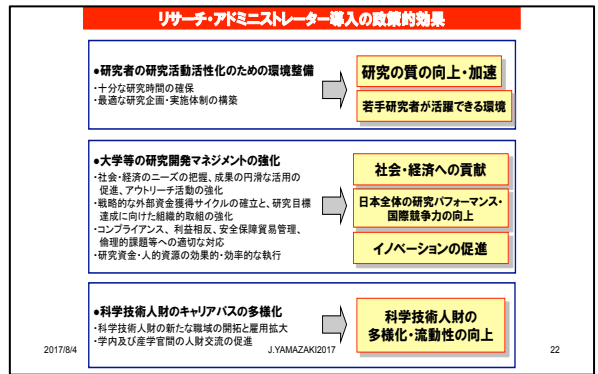 リサーチ・アドミニストレーター導入の政策的効果
●研究者の研究活動活性化のための環境整備
・十分な研究時間の確保
・最適な研究企画・実施体制の構築
研究の質の向上・加速
若手研究者が活躍できる環境
●大学等の研究開発マネジメントの強化
・社会・経済のニーズの把握、成果の円滑な活用の
促進、アウトリーチ活動の強化
・戦略的な外部資金獲得サイクルの確立と、研究目標
達成に向けた組織的取組の強化
・コンプライアンス、利益相反、安全保障貿易管理、
倫理的課題等への適切な対応
・研究資金・人的資源の効果的・効率的な執行
社会・経済への貢献
日本全体の研究パフォーマンス・
国際競争力の向上
イノベーションの促進
●科学技術人財のキャリアパスの多様化
・科学技術人財の新たな職域の開拓と雇用拡大
・学内及び産学官間の人財交流の促進
科学技術人財の
多様化・流動性の向上
2017/8/4
J.YAMAZAKI2017
22